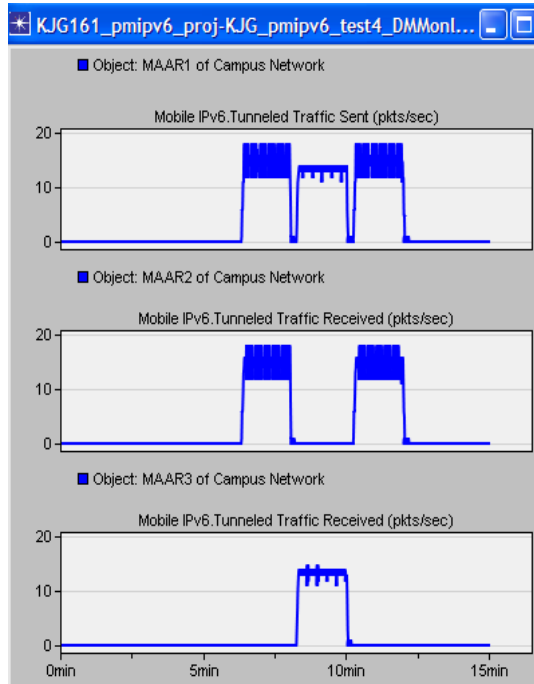 KJG161_pmipv6_proj-KJG_pmipv6_test4_DMMonl...
Object: MAAR1 of Campus Network
Mobile IPv6.Tunneled Traffic Sent (pkts/sec)
20
10
0
Object: MAAR2 of Campus Network
Mobile IPv6.Tunneled Traffic Received (pkts/sec)
20
10
0
Object: MAAR3 of Campus Network
Mobile IPv6.Tunneled Traffic Received (pkts/sec)
20
10
0
0min 5min 10min 15min